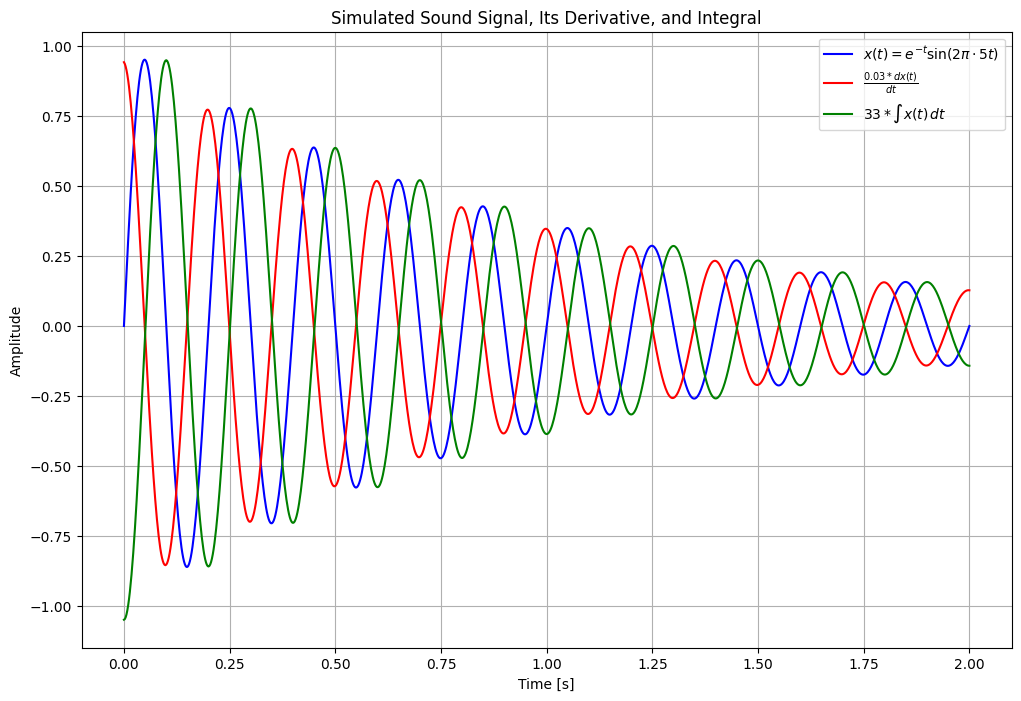 Simulated Sound Signal, Its Derivative, and Integral
x(t) = e^{−t} sin(2π · 5t)
\frac{0.03 * dx(t)}{dt}
33 * ∫ x(t) dt
Amplitude
1.00
0.75
0.50
0.25
0.00
−0.25
−0.50
−0.75
−1.00
0.00 0.25 0.50 0.75 1.00 1.25 1.50 1.75 2.00
Time [s]